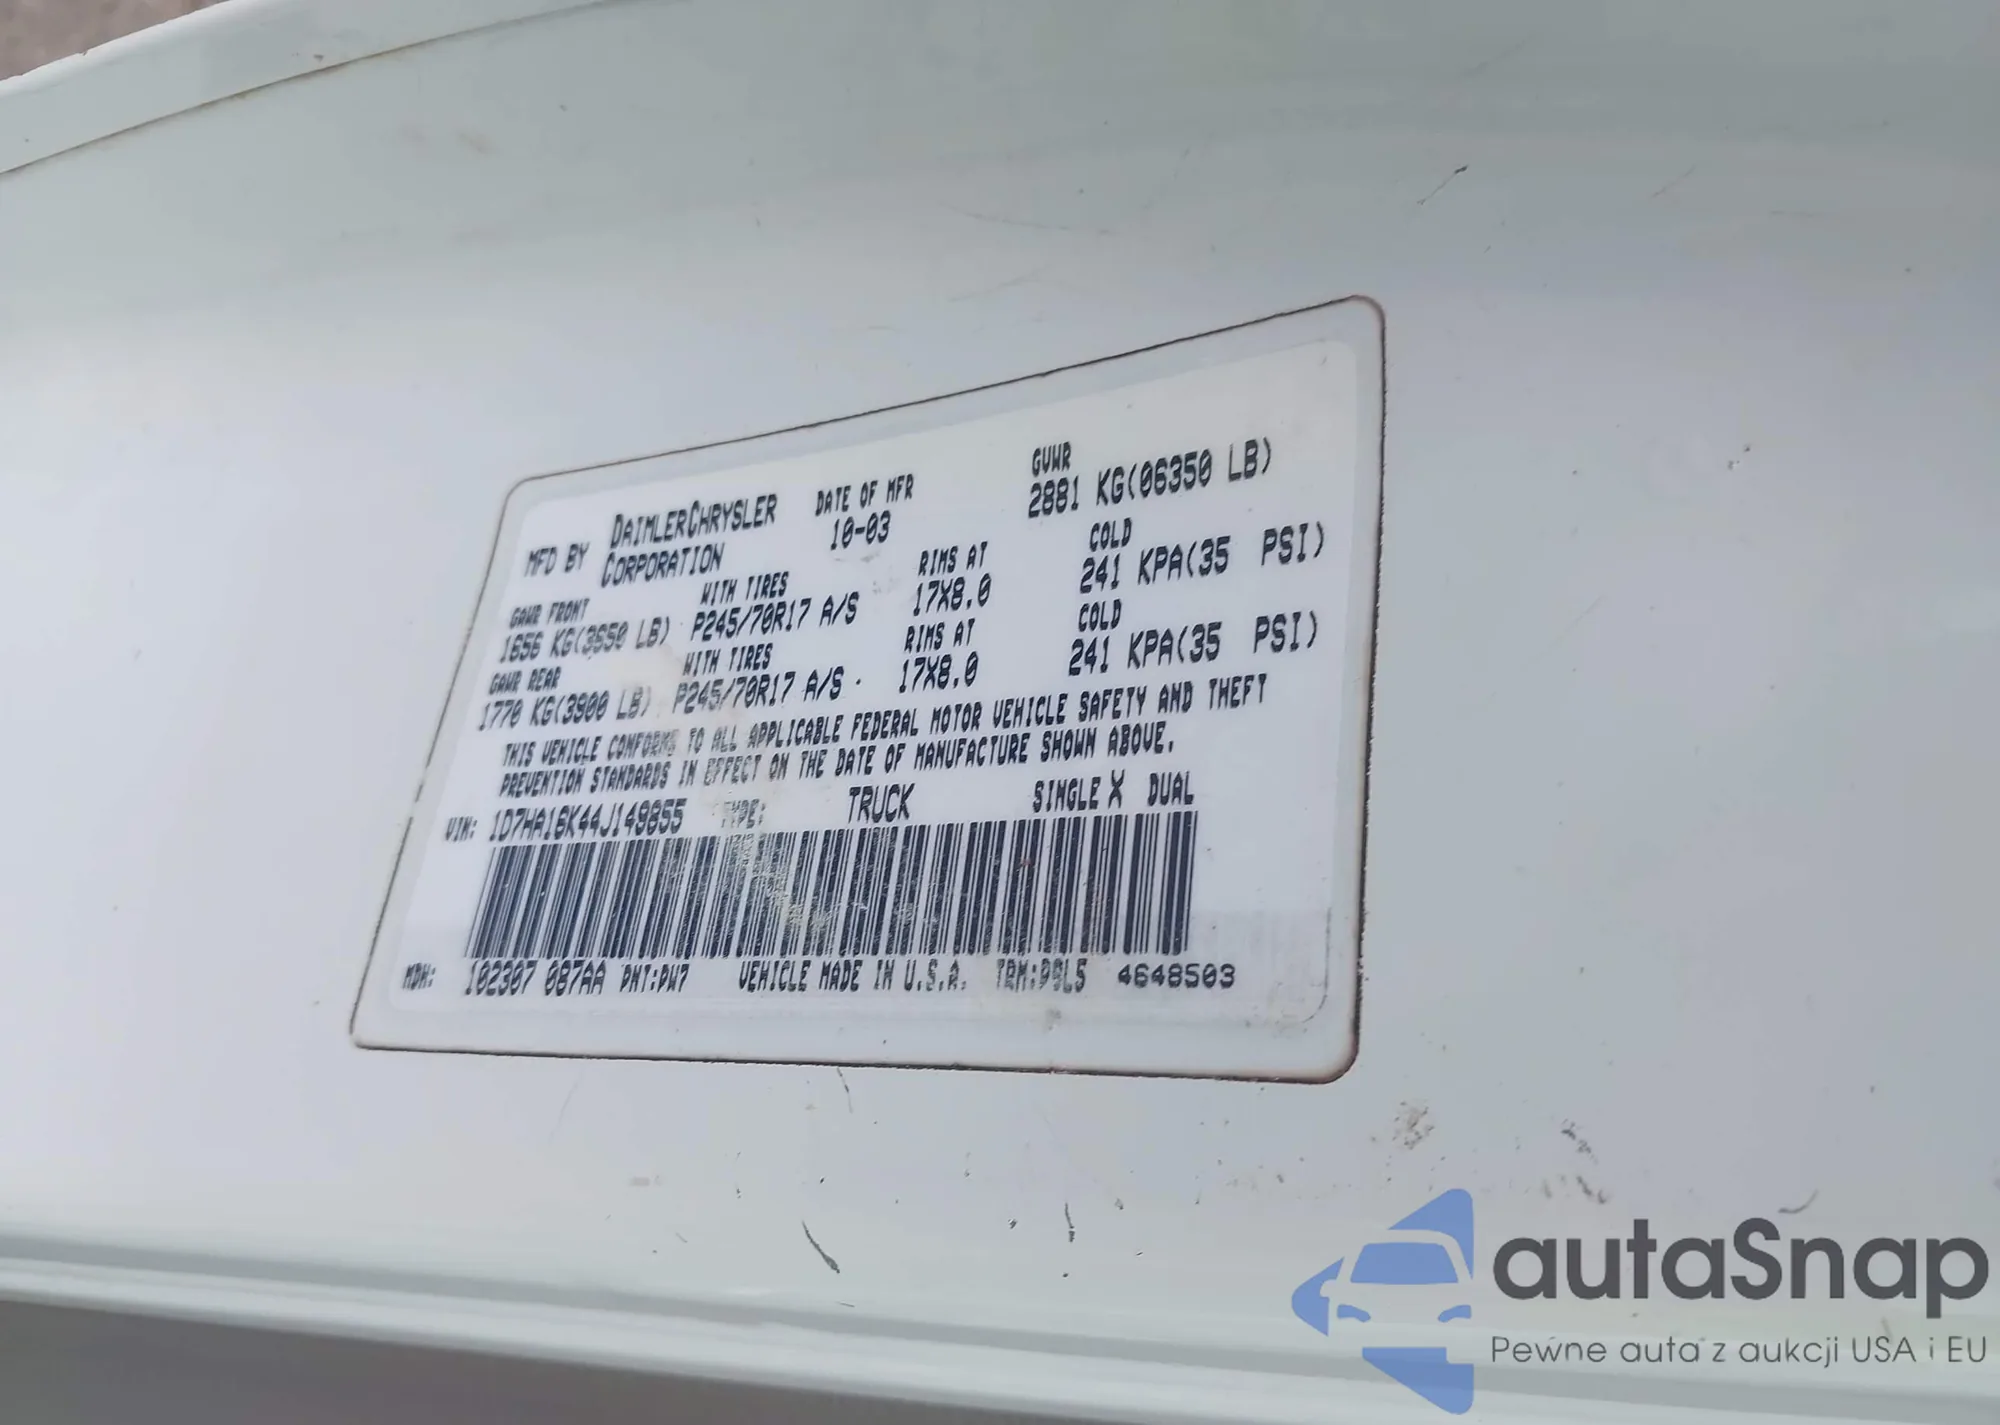 MFD BY DAIMLERCHRYSLER CORPORATION DATE OF MFR 10-03 GVWR 2881 KG(06350 LB)
GAWR FRONT WITH TIRES RIMS AT COLD
1656 KG(3650 LB) P245/70R17 A/S 17X8.0 241 KPA(35 PSI)
GAWR REAR WITH TIRES RIMS AT COLD
1770 KG(3900 LB) P245/70R17 A/S 17X8.0 241 KPA(35 PSI)
THIS VEHICLE CONFORMS TO ALL APPLICABLE FEDERAL MOTOR VEHICLE SAFETY AND THEFT
PREVENTION STANDARDS IN EFFECT ON THE DATE OF MANUFACTURE SHOWN ABOVE.
VIN: 1D7HA16K44J149855 TYPE: TRUCK SINGLE X DUAL
MDH: 102307 087AA PNT:PW7 VEHICLE MADE IN U.S.A. TRM: 4648503
autaSnap
Pewne auta z aukcji USA i EU